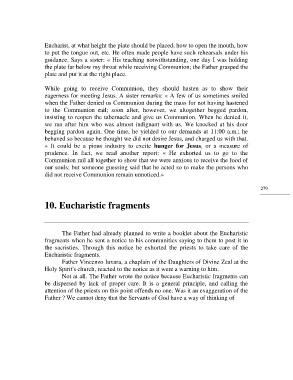 Eucharist, at what height the plate should be placed, how to open the mouth, how
to put the tongue out, etc. He often made people have such rehearsals under his
guidance. Says a sister: « His teaching notwithstanding, one day I was holding
the plate far below my throat while receiving Communion; the Father grasped the
plate and put it at the right place.
While going to receive Communion, they should hasten as to show their
eagerness for meeting Jesus. A sister remarks: « A few of us sometimes smiled
when the Father denied us Communion during the mass for not having hastened
to the Communion rail; soon after, however, we altogether begged pardon,
insisting to reopen the tabernacle and give us Communion. When he denied it,
we ran after him who was almost indignant with us. We knocked at his door
begging pardon again. One time, he yielded to our demands at 11:00 a.m.: he
behaved so because he thought we did not desire Jesus, and charged us with that.
« It could be a pious industry to excite hunger for Jesus, or a measure of
prudence. In fact, we read another report: « He exhorted us to go to the
Communion rail all together to show that we were anxious to receive the food of
our souls; but someone guessing said that he acted so to make the persons who
did not receive Communion remain unnoticed.»
279
10. Eucharistic fragments
The Father had already planned to write a booklet about the Eucharistic
fragments when he sent a notice to his communities saying to them to post it in
the sacristies. Through this notice he exhorted the priests to take care of the
Eucharistic fragments.
Father Vincenzo Iuvara, a chaplain of the Daughters of Divine Zeal at the
Holy Spirit's church, reacted to the notice as it were a warning to him.
Not at all. The Father wrote the notice because Eucharistic fragments can
be dispersed by lack of proper care. It is a general principle, and calling the
attention of the priests on this point offends no one. Was it an exaggeration of the
Father ? We cannot deny that the Servants of God have a way of thinking of